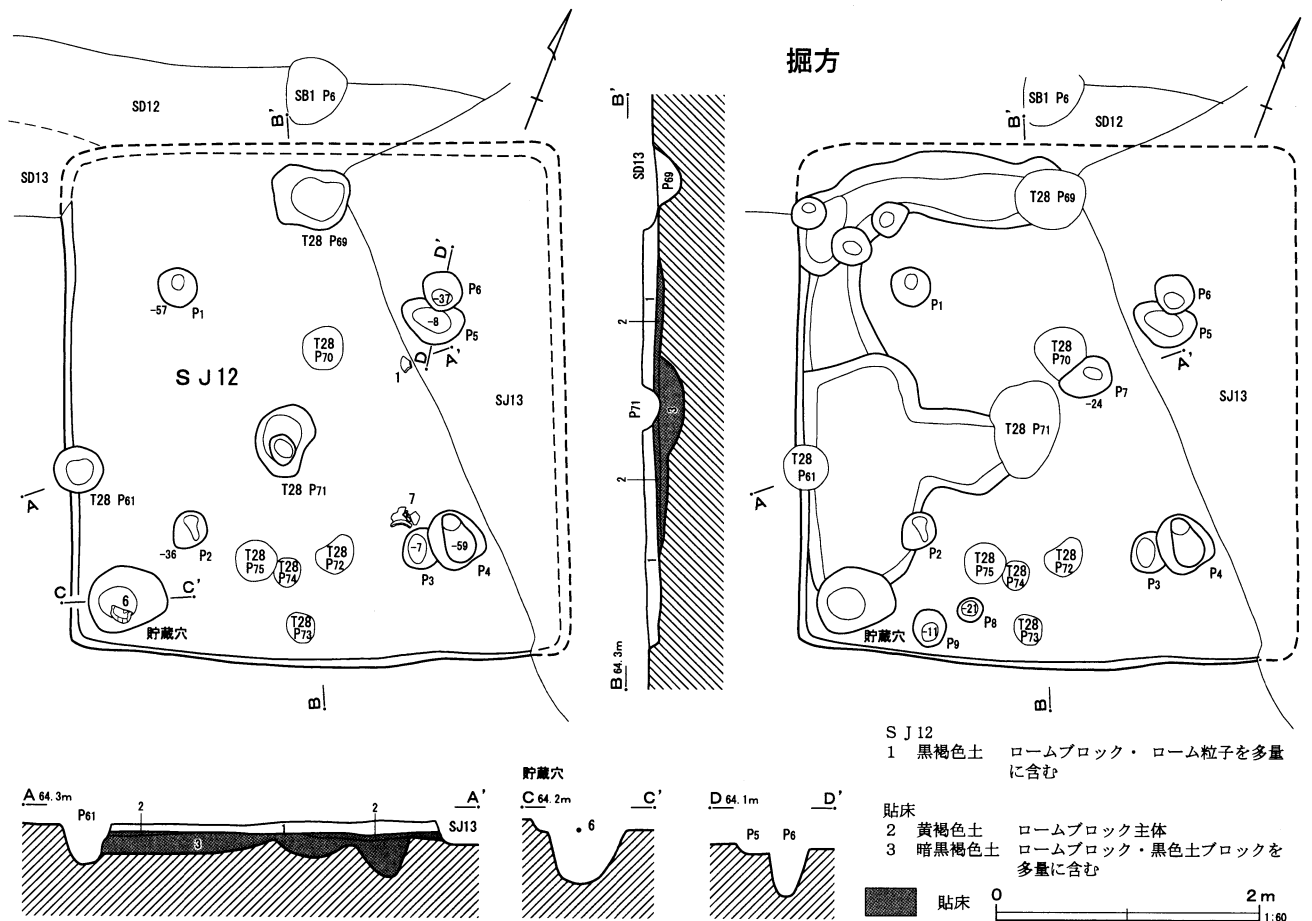 掘方
SB1 P6
SD12
B'
SD13
T28 P69
D'
P6
-37
-8
P5
D
A'
1
-57
P1
T28
P70
SJ12
SJ13
T28 P71
A
T28 P61
-36
P2
7
T28
P75
T28
P74
T28
P72
-7
P3
-59
P4
C
C'
6
貯蔵穴
T28
P73
B
B'
SD13
P69
1
2
P71
3
2
1
B 64.3m
SB1 P6
SD12
B'
T28 P69
P1
P6
P5
A'
T28
P70
P7
-24
SJ13
T28 P71
T28
P61
A
P2
T28
P75
T28
P74
T28
P72
P3
P4
貯蔵穴
-11
P9
-21
P8
T28
P73
B
A 64.3m
A'
P61
2
1
2
3
SJ13
貯蔵穴
C 64.2m
C'
6
D 64.1m
D'
P5
P6
SJ12
1 黒褐色土 ロームブロック・ ローム粒子を多量
に含む
貼床
2 黄褐色土 ロームブロック主体
3 暗黒褐色土 ロームブロック・黒色土ブロックを
多量に含む
貼床
0 2m
1:60